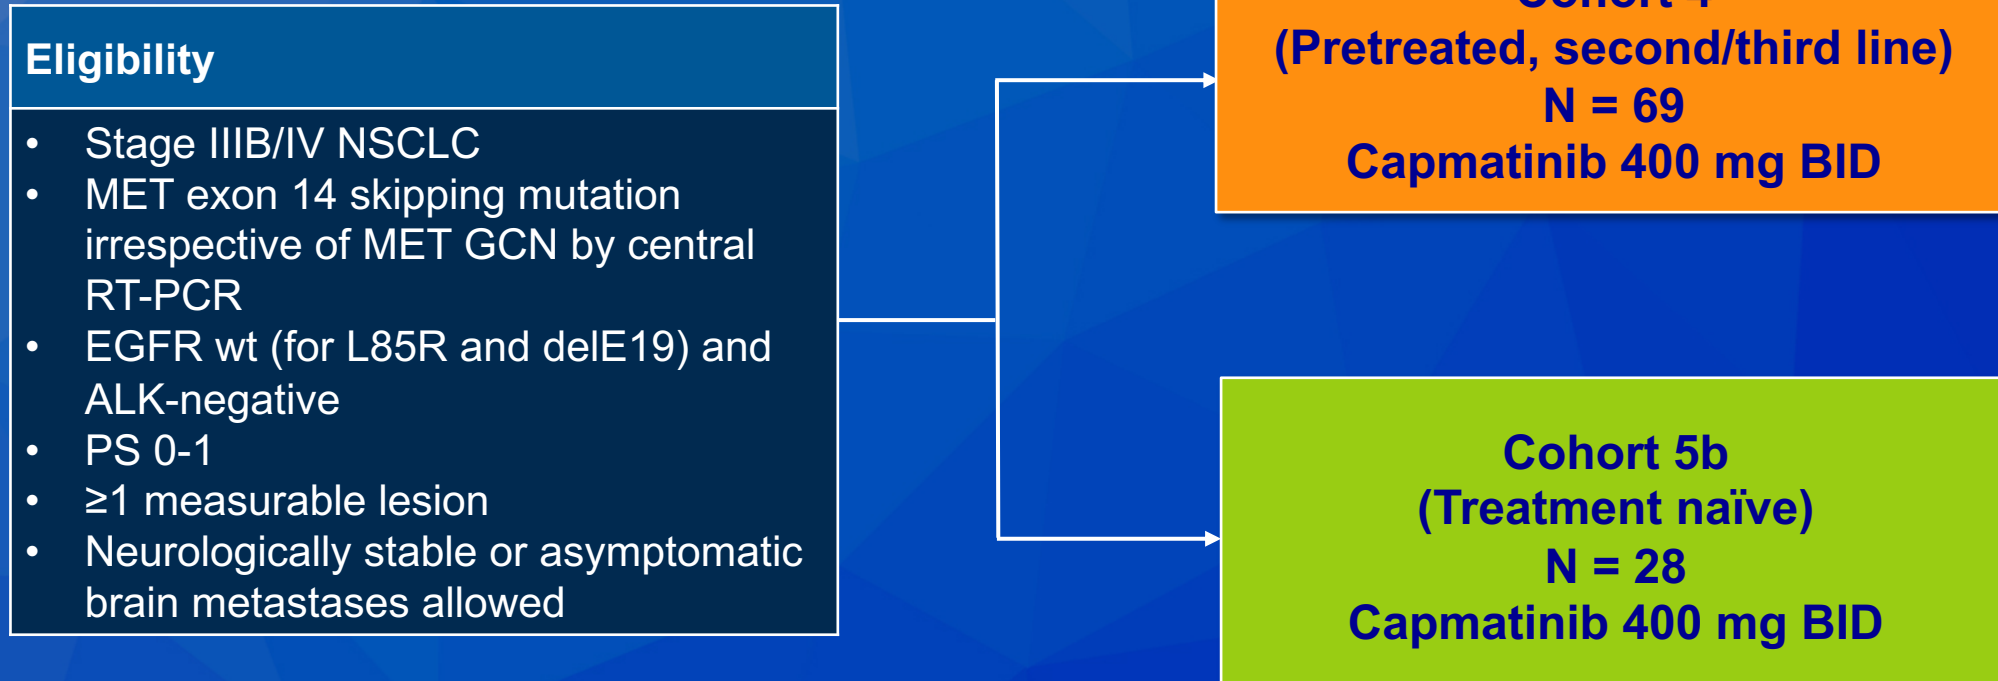 Eligibility
• Stage IIIB/IV NSCLC
• MET exon 14 skipping mutation
irrespective of MET GCN by central
RT-PCR
• EGFR wt (for L85R and delE19) and
ALK-negative
• PS 0-1
• ≥1 measurable lesion
• Neurologically stable or asymptomatic
brain metastases allowed
Cohort 4
(Pretreated, second/third line)
N = 69
Capmatinib 400 mg BID
Cohort 5b
(Treatment naïve)
N = 28
Capmatinib 400 mg BID